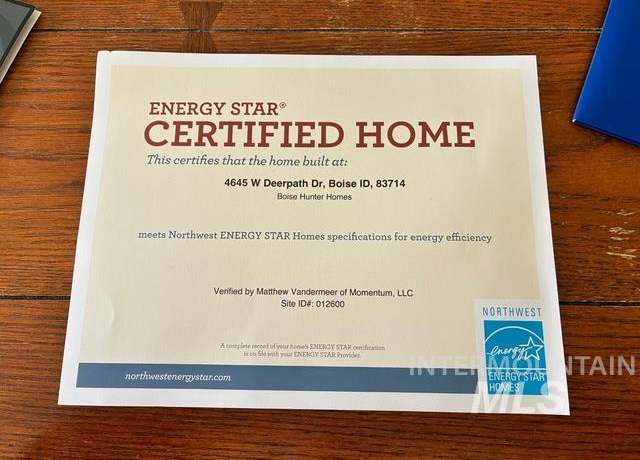 ENERGY STAR®
CERTIFIED HOME
This certifies that the home built at:
4645 W Deerpath Dr, Boise ID, 83714
Boise Hunter Homes
meets Northwest ENERGY STAR Homes specifications for energy efficiency
Verified by Matthew Vandermeer of Momentum, LLC
Site ID#: 012600
A complete record of your home's ENERGY STAR certification
is on file with your ENERGY STAR Provider.
northwestenergystar.com
NORTHWEST
energy
ENERGY STAR
HOMES
INTERMOUNTAIN
MLS